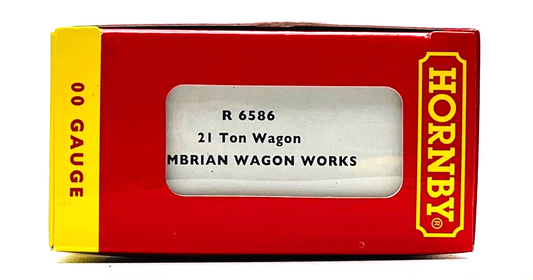 00 GAUGE
R 6586
21 Ton Wagon
MBRIAN WAGON WORKS
HORNBY®